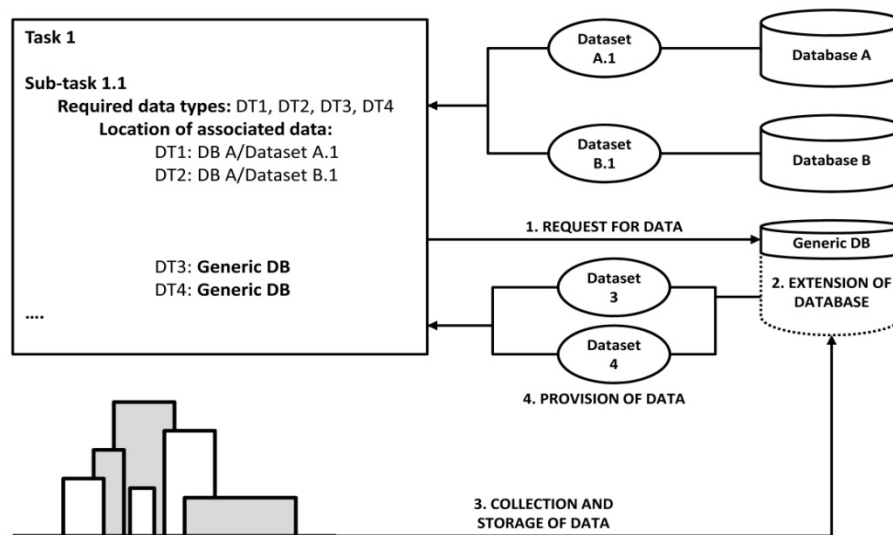 Task 1
Sub-task 1.1
Required data types: DT1, DT2, DT3, DT4
Location of associated data:
DT1: DB A/Dataset A.1
DT2: DB A/Dataset B.1
DT3: Generic DB
DT4: Generic DB
....
Dataset
A.1
Database A
Dataset
B.1
Database B
1. REQUEST FOR DATA
Generic DB
2. EXTENSION OF
DATABASE
Dataset
3
Dataset
4
4. PROVISION OF DATA
3. COLLECTION AND
STORAGE OF DATA